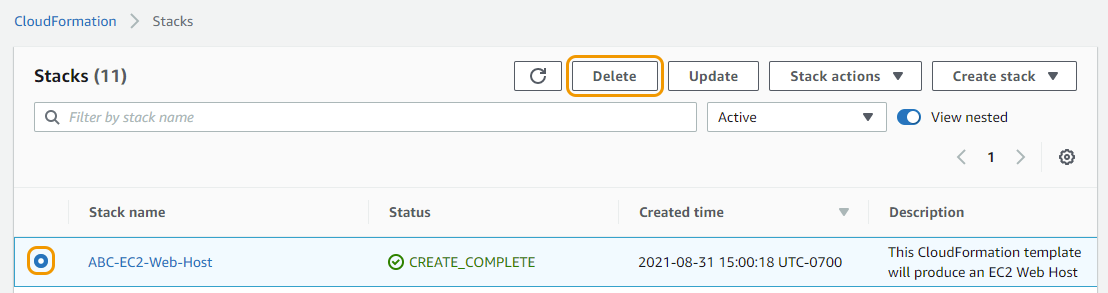 CloudFormation > Stacks
Stacks (11)
Delete
Update
Stack actions
Create stack
Filter by stack name
Active
View nested
1
Stack name
Status
Created time
Description
ABC-EC2-Web-Host
CREATE_COMPLETE
2021-08-31 15:00:18 UTC-0700
This CloudFormation template
will produce an EC2 Web Host